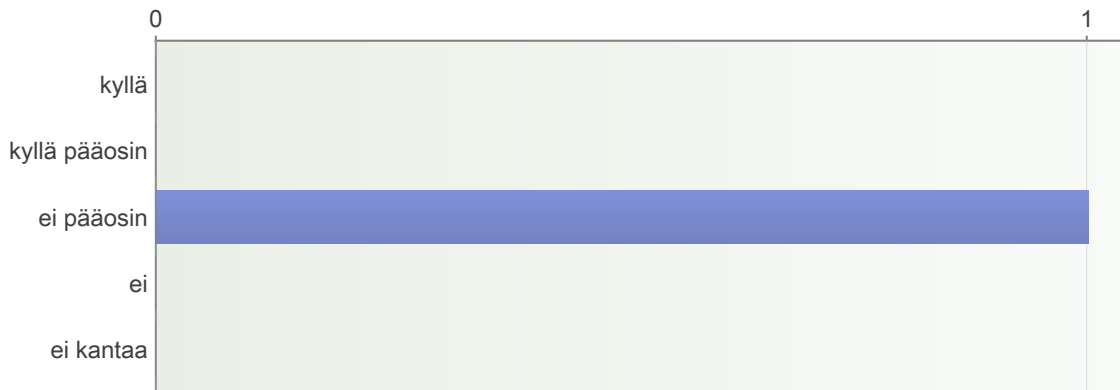 0 1
kyllä
kyllä pääosin
ei pääosin
ei
ei kantaa